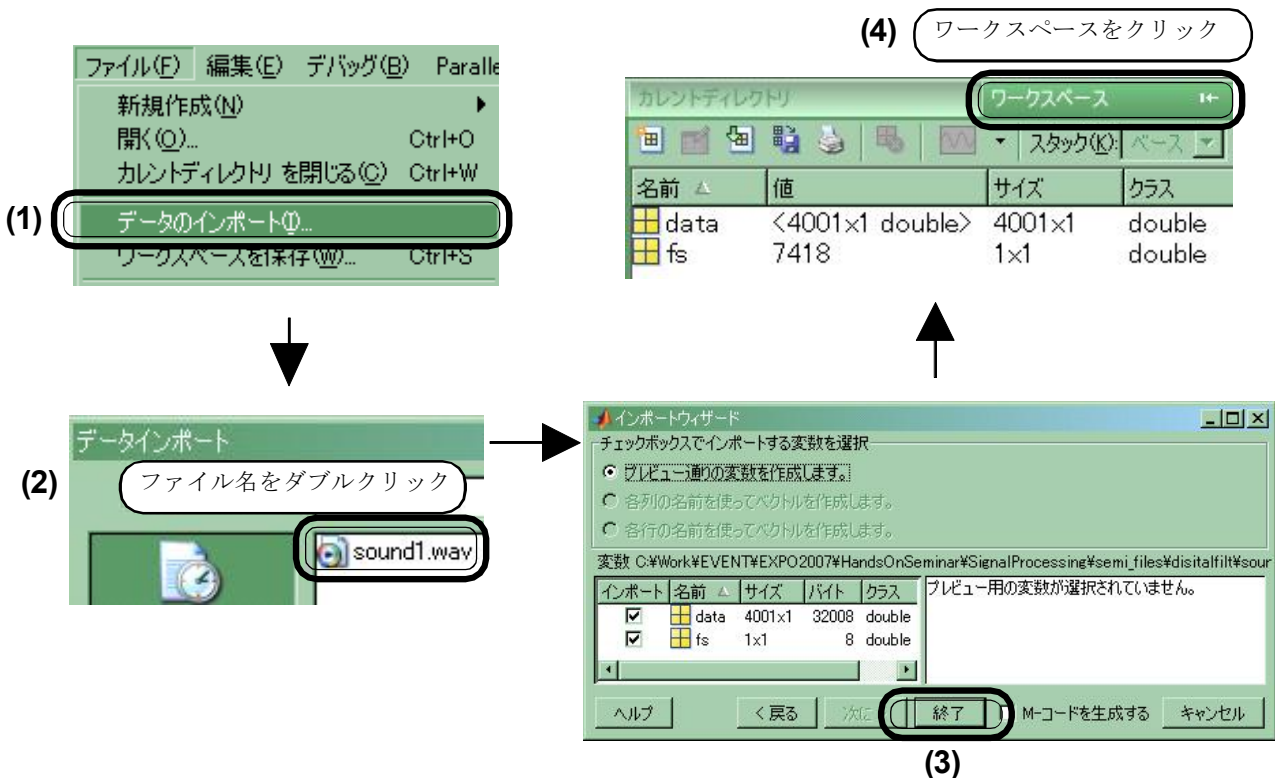 ファイル(F) 編集(E) デバッグ(B) Paralle
新規作成(N)
開く(O)... Ctrl+O
カレントディレクトリ を閉じる(C) Ctrl+W
(1) データのインポート(I)...
ワークスペースを保存(W)... Ctrl+S
(2)
データインポート
ファイル名をダブルクリック
sound1.wav
インポートウィザード
チェックボックスでインポートする変数を選択
プレビュー通りの変数を作成します。
各列の名前を使ってベクトルを作成します。
各行の名前を使ってベクトルを作成します。
変数 C:¥Work¥EVENT¥EXPO2007¥HandsOnSeminar¥SignalProcessing¥semi_files¥disitalfilt¥sour
インポート 名前 サイズ バイト クラス
data 4001x1 32008 double
fs 1x1 8 double
プレビュー用の変数が選択されていません。
ヘルプ < 戻る 次に 終了 M-コードを生成する キャンセル
(3)
(4) ワークスペースをクリック
カレントディレクトリ ワークスペース
スタック(K): ベース
名前 値 サイズ クラス
data <4001x1 double> 4001x1 double
fs 7418 1x1 double